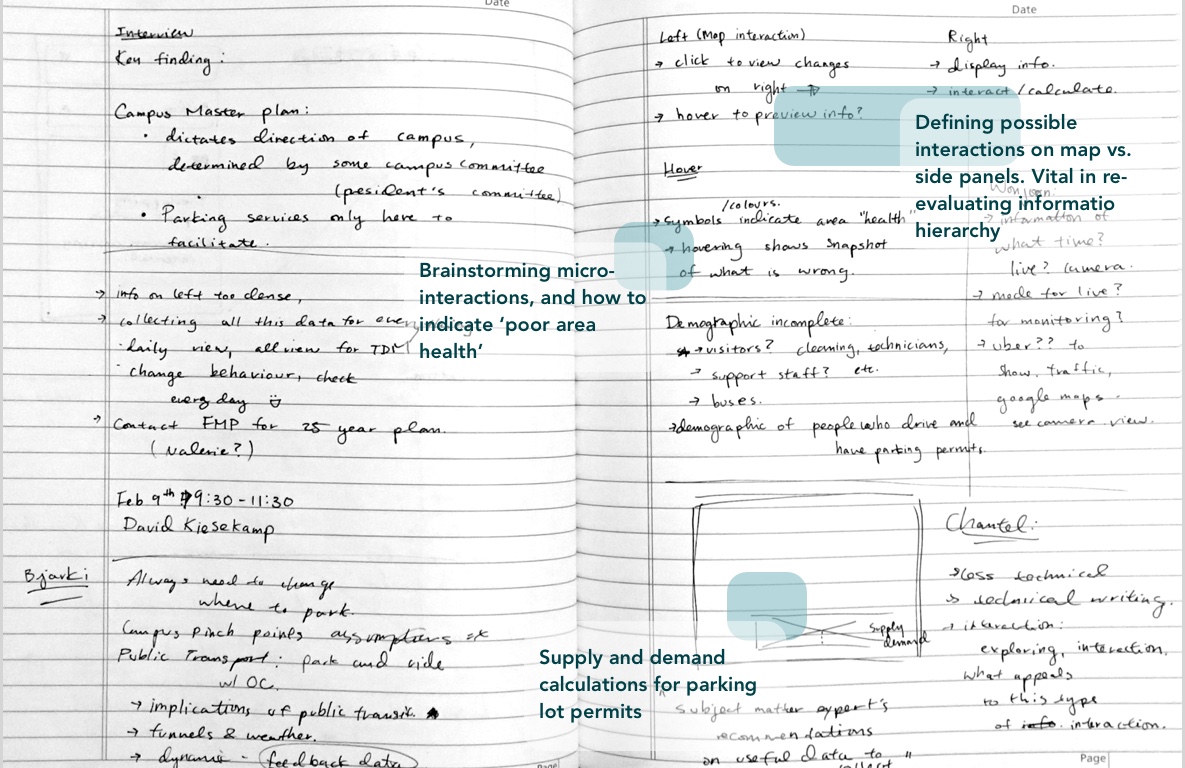 Date
Interview
Key finding :
Campus Master plan :
• dictates direction of campus,
determined by some campus committee
(president's committee)
• Parking services only here to
facilitate.
→ info on left too dense,
→ collecting all this data for
daily view, all view for TDM
change behaviour, check
every day
→ Contact FMP for 25 year plan.
(Valerie?)
Feb 9th 9:30 - 11:30
David Kiesekamp
Bjarki
Always need to change
where to park.
Campus pinch points assumptions
Public Transport : park and ride
w/ OC.
→ implications of public transit.
→ tunnels & weather.
→ dynamic - feedback data
Page
Brainstorming micro-
interactions, and how to
indicate ‘poor area
health’
Date
Left (Map interaction)
→ click to view changes
on right →
→ hover to preview info?
Hover
/colours.
→ symbols indicate area "health"
→ hovering shows snapshot
of what is wrong.
Demographic incomplete :
→ visitors? cleaning, technicians,
→ support staff? etc.
→ buses.
→ demographic of people who drive and
have parking permits.
Right
→ display info.
→ interact / calculate.
Defining possible
interactions on map vs.
side panels. Vital in re-
evaluating informatio
hierarchy
→ information of
what time?
live? camera.
→ made for live?
for monitoring?
→ uber?? to
show traffic,
google maps -
see camera view.
supply
demand
Supply and demand
calculations for parking
lot permits
Subject matter expert's
recommendations
on useful data to
collect
Chantel:
→ less technical
→ technical writing.
→ interaction:
exploring, interaction,
what appeals
to this type
of info. interaction.
Page